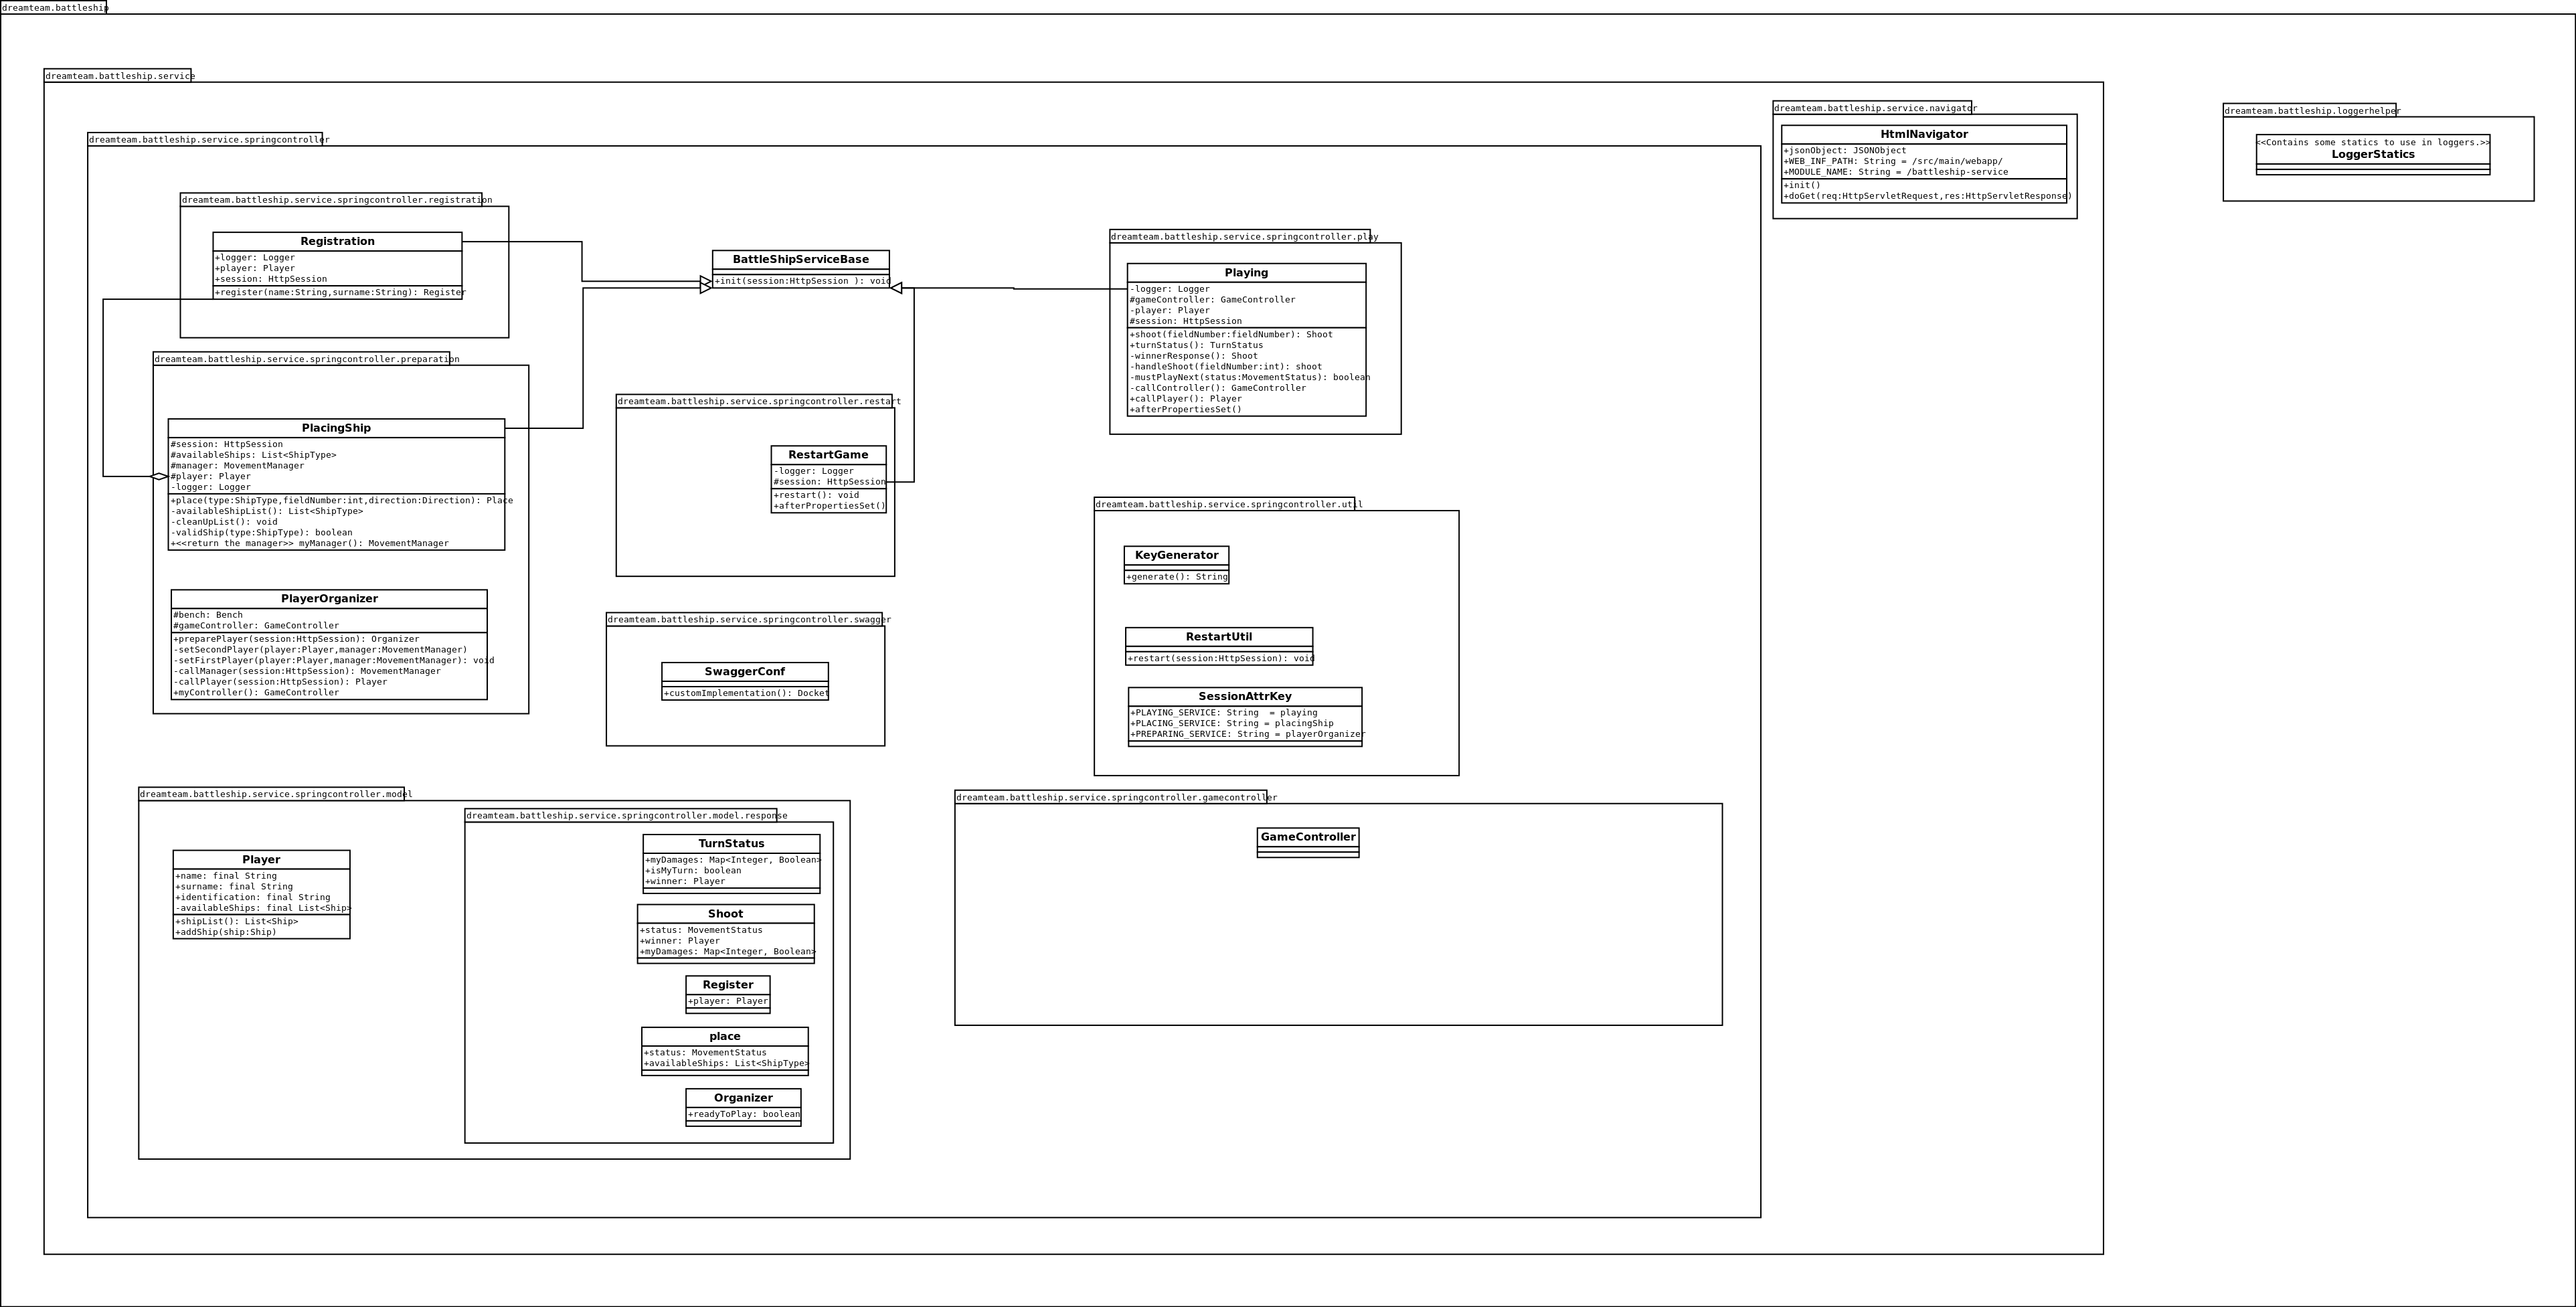 dreamteam.battleship
dreamteam.battleship.service
dreamteam.battleship.service.springcontroller
dreamteam.battleship.service.springcontroller.registration
Registration
+logger: Logger
+player: Player
+session: HttpSession
+register(name:String,surname:String): Register
dreamteam.battleship.service.springcontroller.preparation
PlacingShip
#session: HttpSession
#availableShips: List<ShipType>
#manager: MovementManager
#player: Player
-logger: Logger
+place(type:ShipType,fieldNumber:int,direction:Direction): Place
-availableShipList(): List<ShipType>
-cleanUpList(): void
-validShip(type:ShipType): boolean
+<<return the manager>> myManager(): MovementManager
PlayerOrganizer
#bench: Bench
#gameController: GameController
+preparePlayer(session:HttpSession): Organizer
-setSecondPlayer(player:Player,manager:MovementManager)
-setFirstPlayer(player:Player,manager:MovementManager): void
-callManager(session:HttpSession): MovementManager
-callPlayer(session:HttpSession): Player
+myController(): GameController
BattleShipServiceBase
+init(session:HttpSession ): void
dreamteam.battleship.service.springcontroller.restart
RestartGame
-logger: Logger
#session: HttpSession
+restart(): void
+afterPropertiesSet()
dreamteam.battleship.service.springcontroller.swagger
SwaggerConf
+customImplementation(): Docket
dreamteam.battleship.service.springcontroller.play
Playing
-logger: Logger
#gameController: GameController
-player: Player
#session: HttpSession
+shoot(fieldNumber:fieldNumber): Shoot
+turnStatus(): TurnStatus
-winnerResponse(): Shoot
-handleShoot(fieldNumber:int): shoot
-mustPlayNext(status:MovementStatus): boolean
-callController(): GameController
+callPlayer(): Player
+afterPropertiesSet()
dreamteam.battleship.service.springcontroller.util
KeyGenerator
+generate(): String
RestartUtil
+restart(session:HttpSession): void
SessionAttrKey
+PLAYING_SERVICE: String  = playing
+PLACING_SERVICE: String = placingShip
+PREPARING_SERVICE: String = playerOrganizer
dreamteam.battleship.service.springcontroller.model
Player
+name: final String
+surname: final String
+identification: final String
-availableShips: final List<Ship>
+shipList(): List<Ship>
+addShip(ship:Ship)
dreamteam.battleship.service.springcontroller.model.response
TurnStatus
+myDamages: Map<Integer, Boolean>
+isMyTurn: boolean
+winner: Player
Shoot
+status: MovementStatus
+winner: Player
+myDamages: Map<Integer, Boolean>
Register
+player: Player
place
+status: MovementStatus
+availableShips: List<ShipType>
Organizer
+readyToPlay: boolean
dreamteam.battleship.service.springcontroller.gamecontroller
GameController
dreamteam.battleship.service.navigator
HtmlNavigator
+jsonObject: JSONObject
+WEB_INF_PATH: String = /src/main/webapp/
+MODULE_NAME: String = /battleship-service
+init()
+doGet(req:HttpServletRequest,res:HttpServletResponse)
dreamteam.battleship.loggerhelper
<<Contains some statics to use in loggers.>>
LoggerStatics